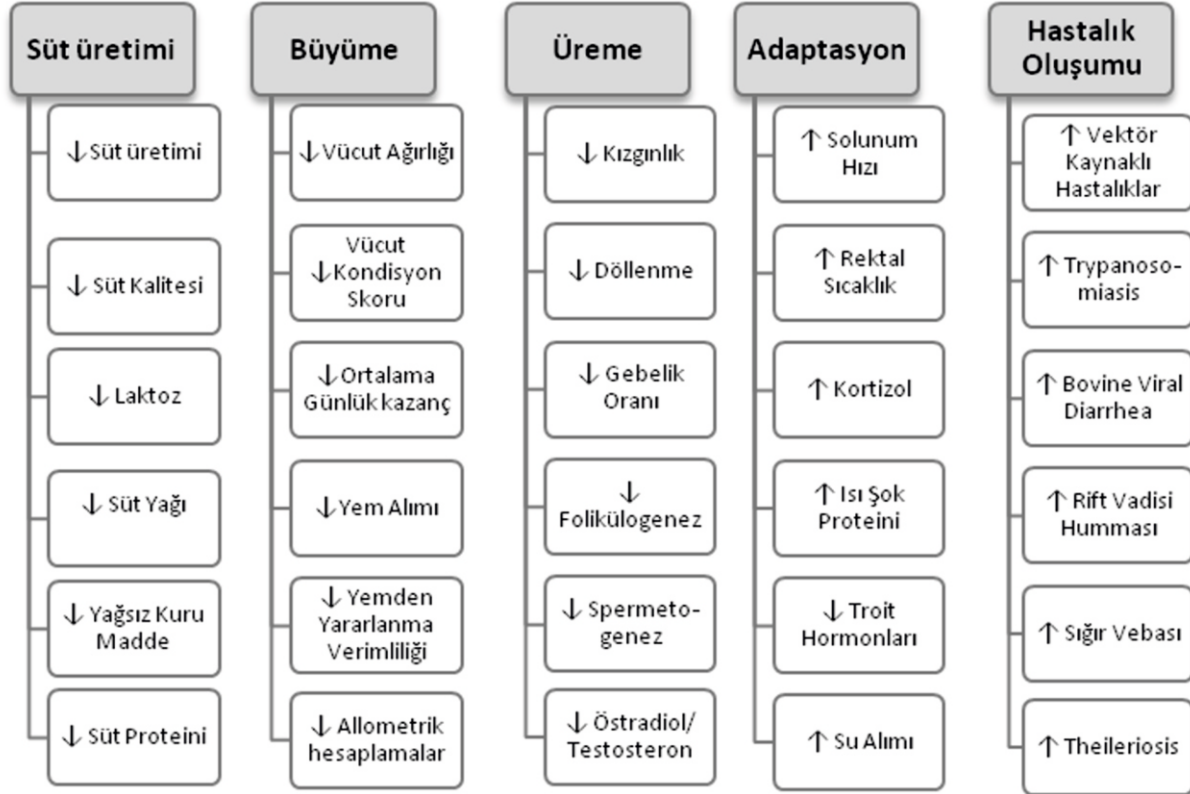 Süt üretimi
↓ Süt üretimi
↓ Süt Kalitesi
↓ Laktoz
↓ Süt Yağı
↓ Yağsız Kuru
Madde
↓ Süt Proteini
Büyüme
↓ Vücut Ağırlığı
Vücut
↓ Kondisyon
Skoru
↓ Ortalama
Günlük kazanç
↓ Yem Alımı
↓ Yemden
Yararlanma
Verimliliği
↓ Allometrik
hesaplamalar
Üreme
↓ Kızgınlık
↓ Döllenme
↓ Gebelik
Oranı
↓
Folikülogenez
↓ Spermeto-
genez
↓ Östradiol/
Testosteron
Adaptasyon
↑ Solunum
Hızı
↑ Rektal
Sıcaklık
↑ Kortizol
↑ Isı Şok
Proteini
↓ Troit
Hormonları
↑ Su Alımı
Hastalık
Oluşumu
↑ Vektör
Kaynaklı
Hastalıklar
↑ Trypanoso-
miasis
↑ Bovine Viral
Diarrhea
↑ Rift Vadisi
Humması
↑ Sığır Vebası
↑ Theileriosis